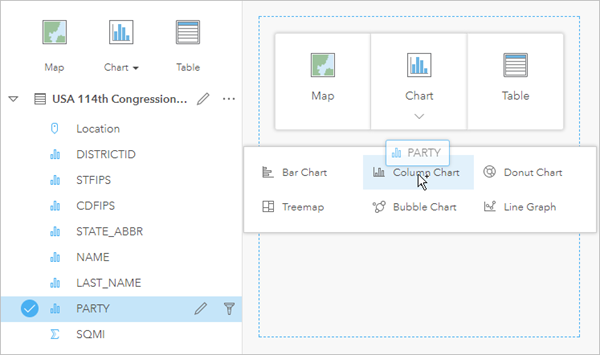 Map
Chart
Table
USA 114th Congression...
Location
DISTRICTID
STFIPS
CDFIPS
STATE_ABBR
NAME
LAST_NAME
PARTY
SQMI
Map
Chart
Table
PARTY
Bar Chart
Column Chart
Donut Chart
Treemap
Bubble Chart
Line Graph